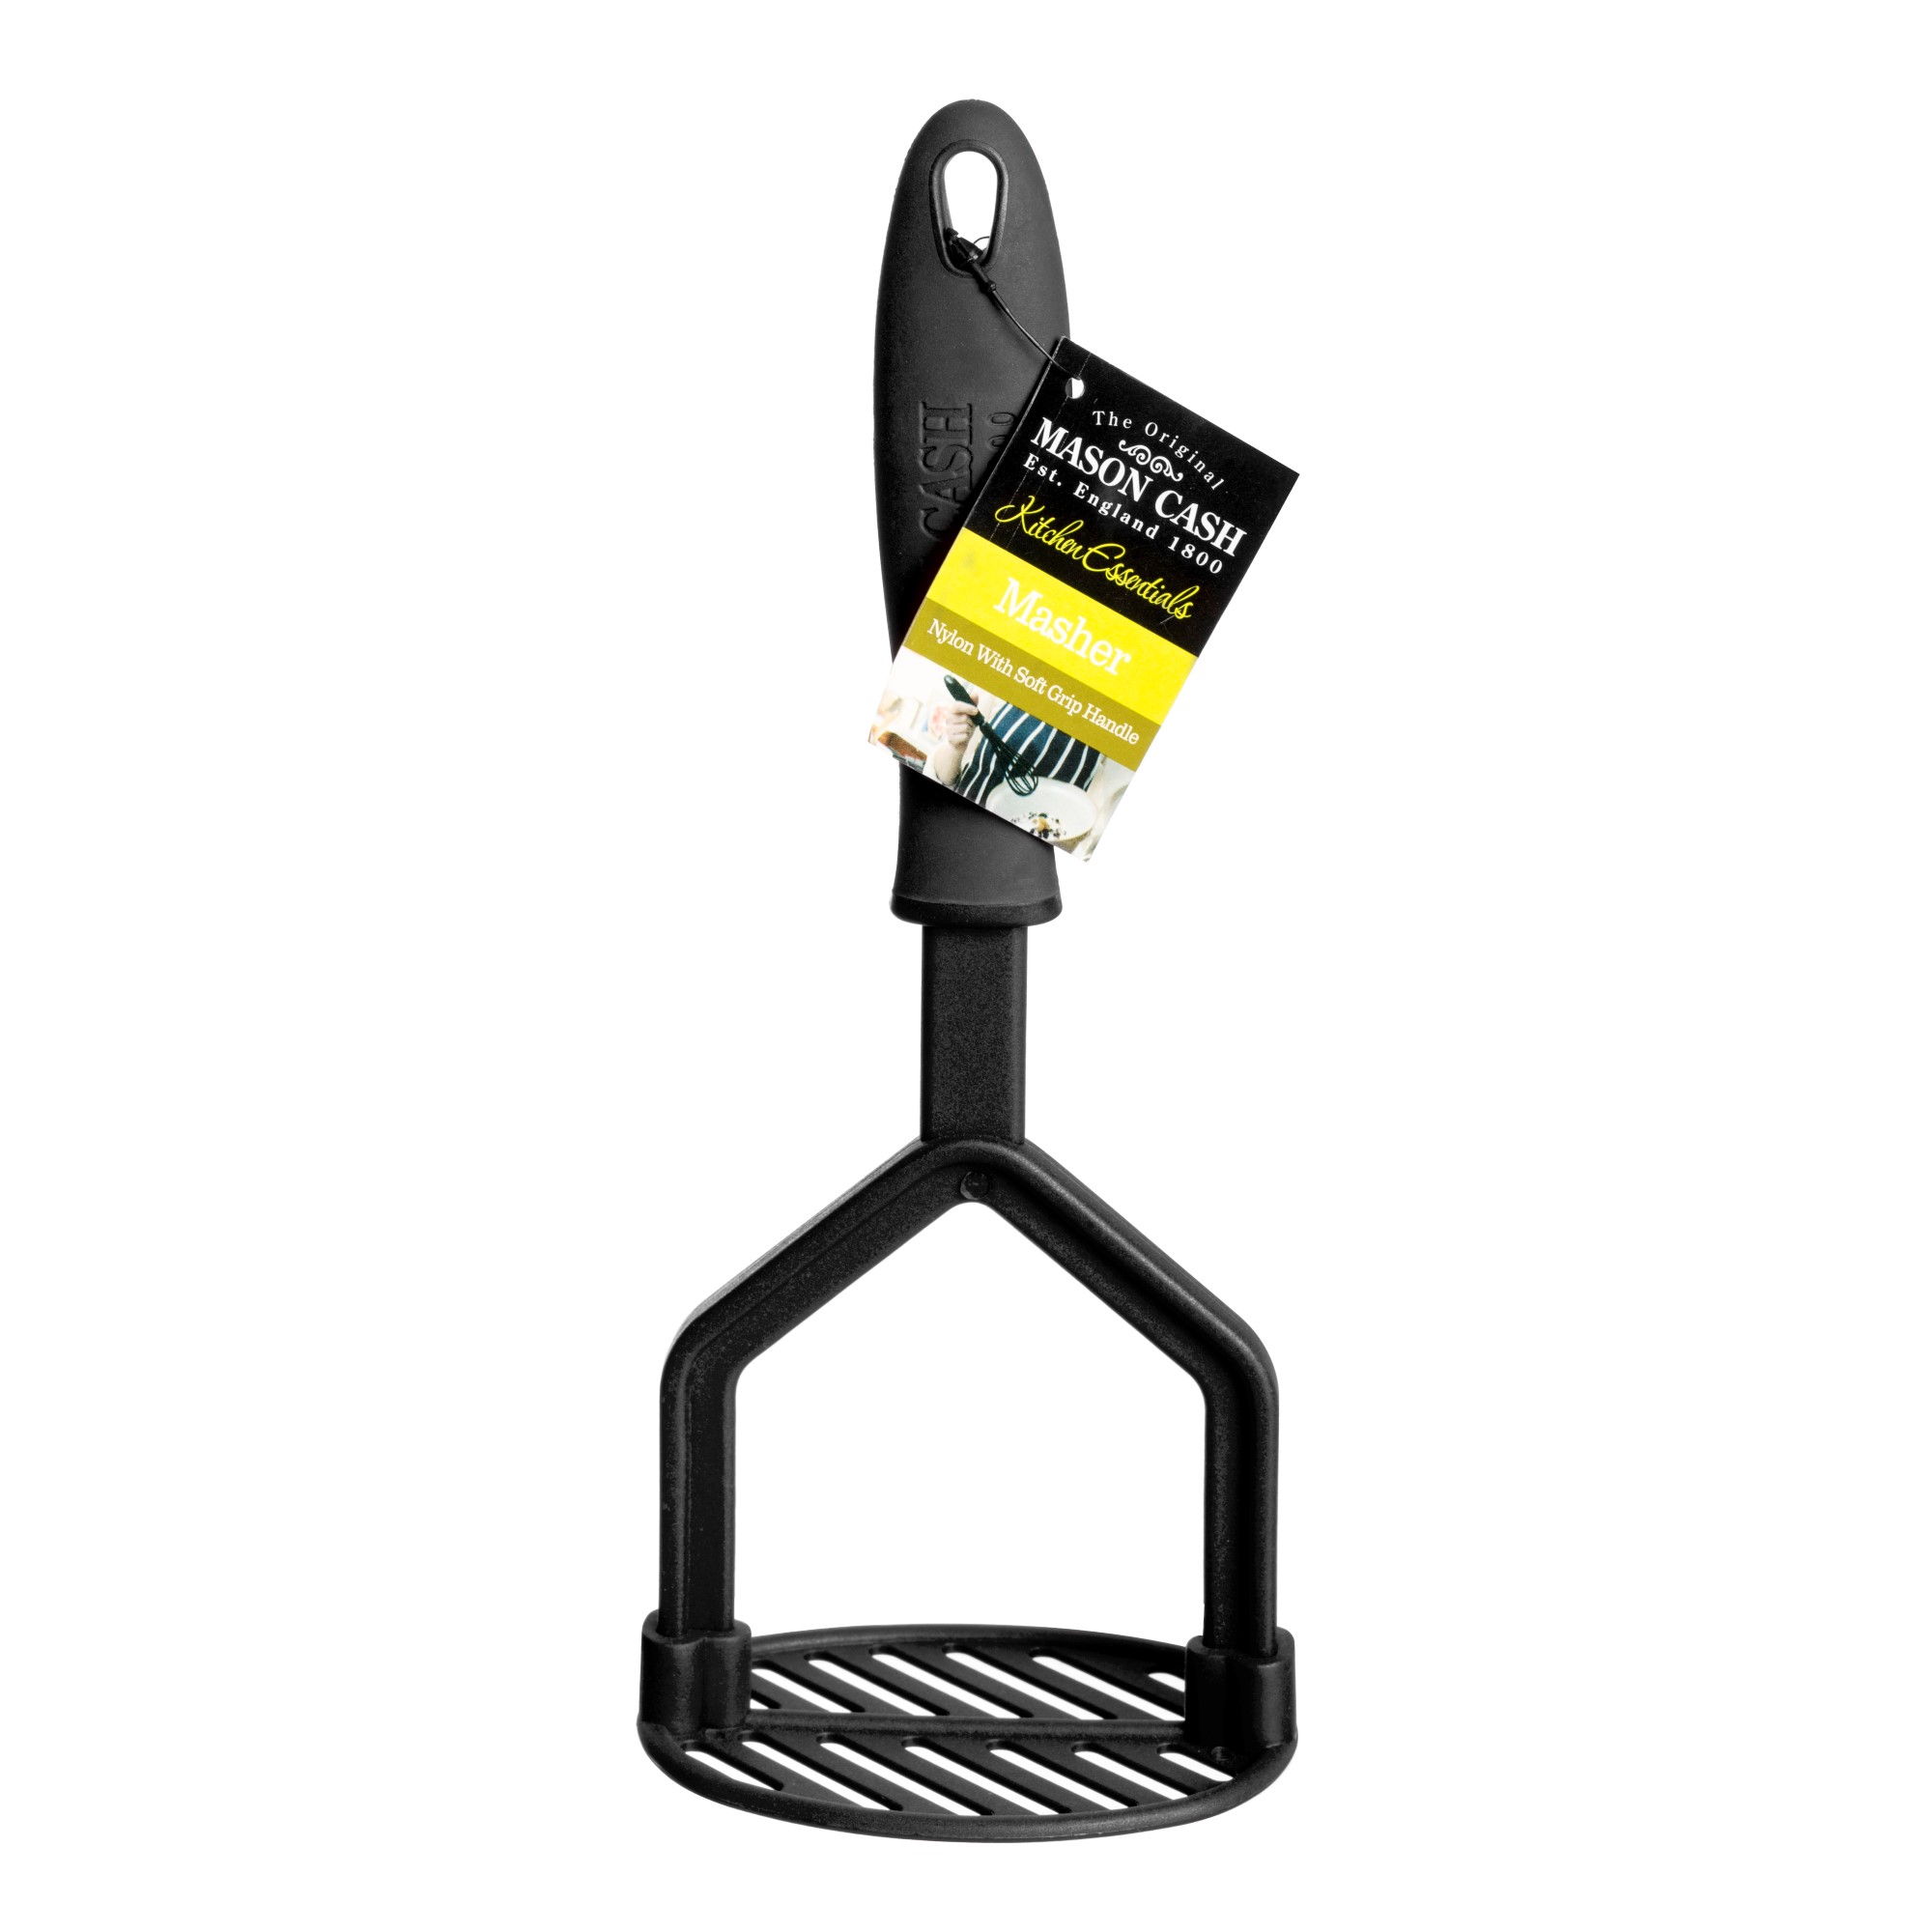 The Original
MASON CASH
Est. England 1800
Kitchen Essentials
Masher
Nylon With Soft Grip Handle
CASH